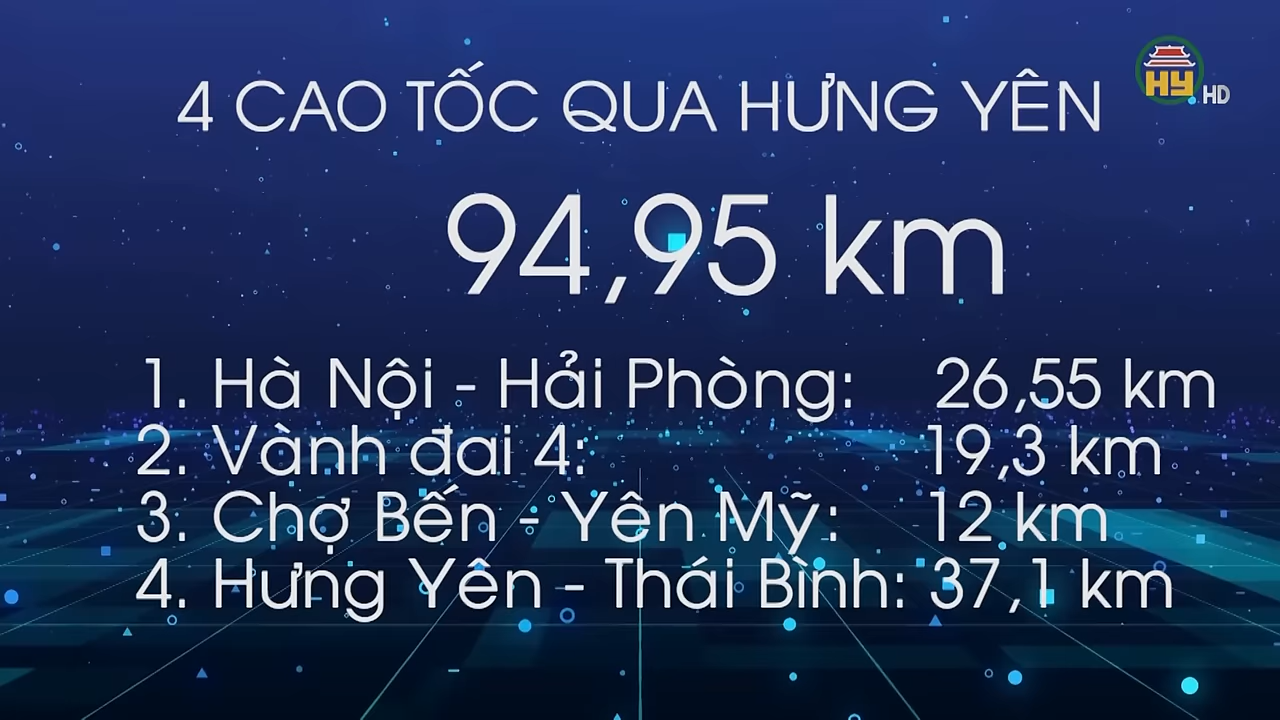 4 CAO TỐC QUA HƯNG YÊN
HY HD
94,95 km
1. Hà Nội - Hải Phòng: 26,55 km
2. Vành đai 4: 19,3 km
3. Chợ Bến - Yên Mỹ: 12 km
4. Hưng Yên - Thái Bình: 37,1 km